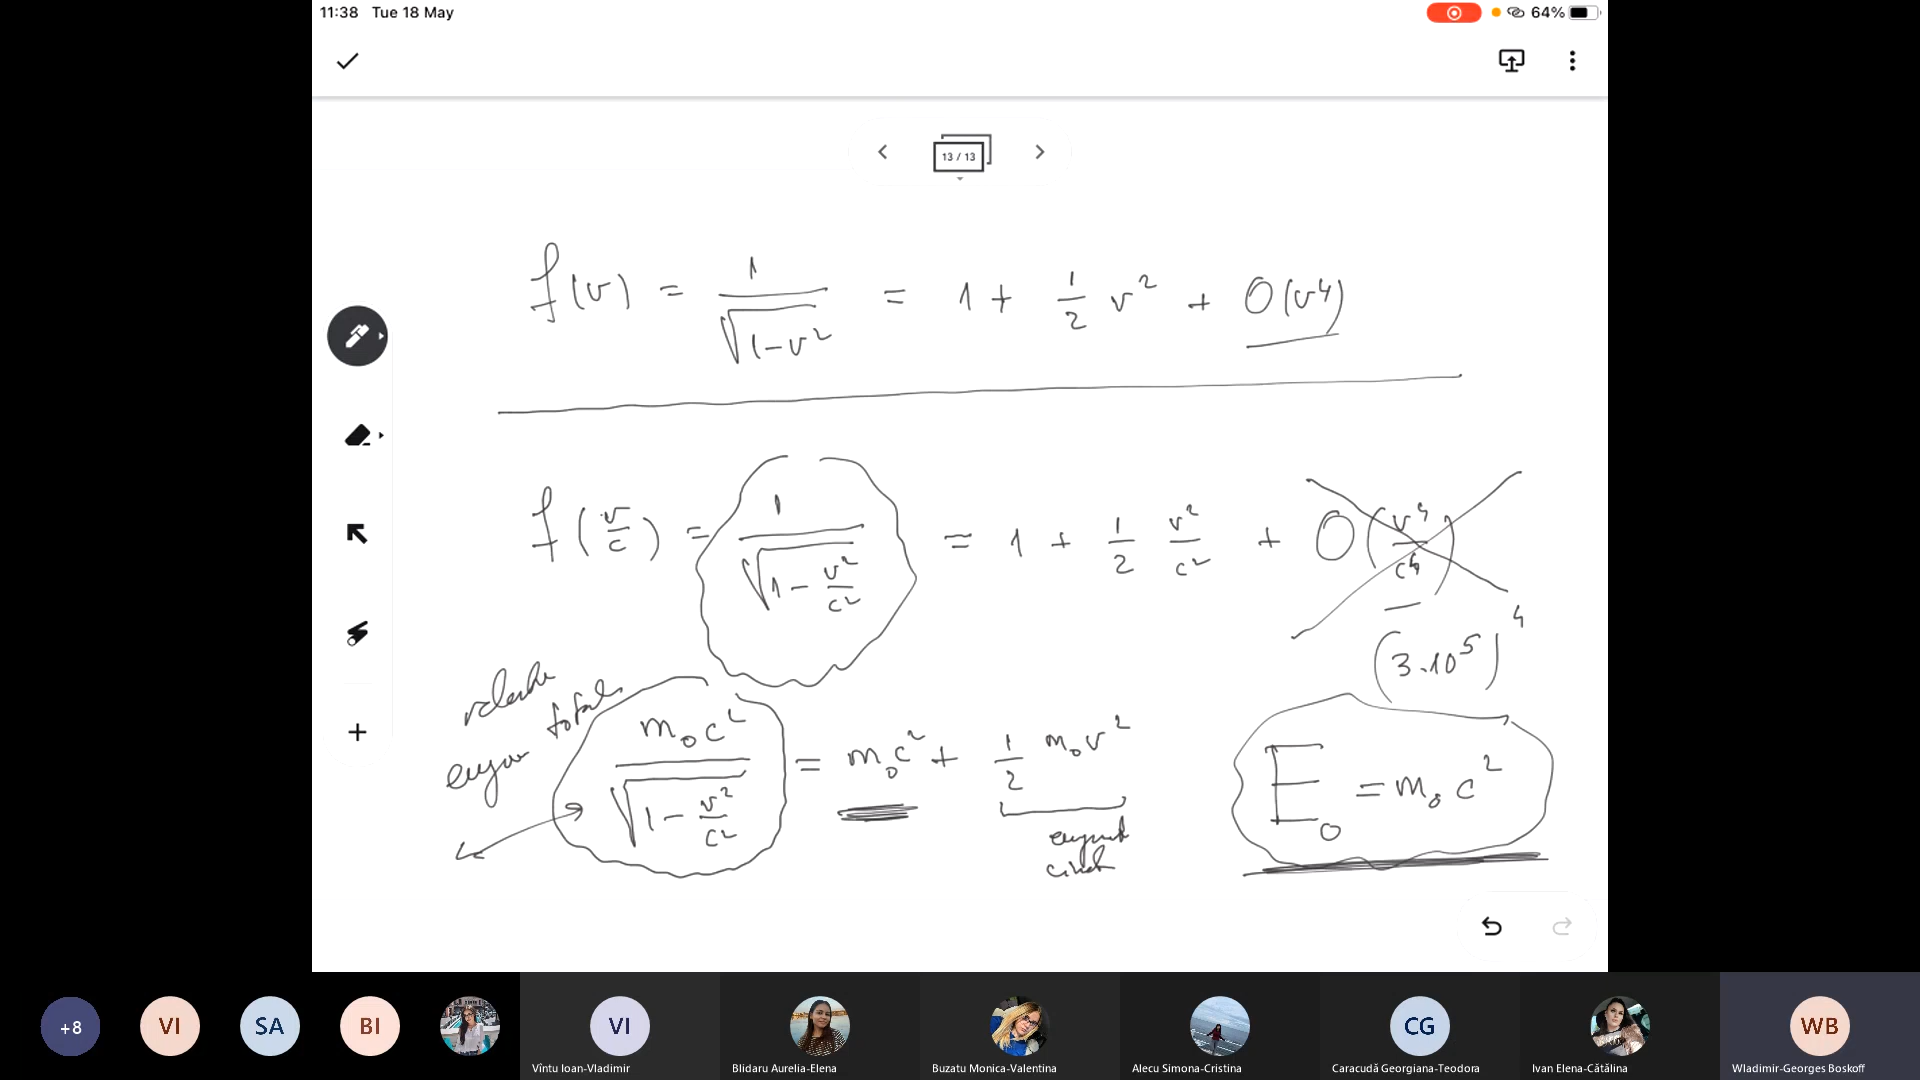 11:38 Tue 18 May
64%
13 / 13
f(v) = 1/√(1-v²) = 1 + 1/2 v² + O(v⁴)
f(v/c) = 1/√(1-v²/c²) = 1 + 1/2 v²/c² + O(v⁴/c⁴)
(3.10⁵)⁴
m₀c²/√(1-v²/c²) = m₀c² + 1/2 m₀v²
E₀ = m₀c²
+8
VI
SA
BI
VI
CG
WB
Vîntu Ioan-Vladimir
Blidaru Aurelia-Elena
Buzatu Monica-Valentina
Alecu Simona-Cristina
Caracudă Georgiana-Teodora
Ivan Elena-Cătălina
Wladimir-Georges Boskoff